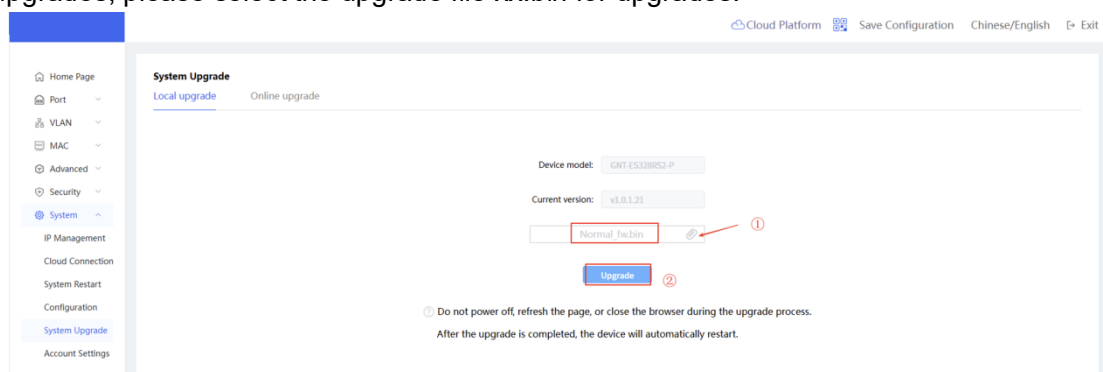 upgrades, please select the upgrade file xxx.bin for upgrades.
Cloud Platform Save Configuration Chinese/English Exit
Home Page
Port
VLAN
MAC
Advanced
Security
System
IP Management
Cloud Connection
System Restart
Configuration
System Upgrade
Account Settings
System Upgrade
Local upgrade Online upgrade
Device model: GNT-ES328RS2-P
Current version: v1.0.1.21
Normal_fw.bin ①
Upgrade ②
Do not power off, refresh the page, or close the browser during the upgrade process.
After the upgrade is completed, the device will automatically restart.